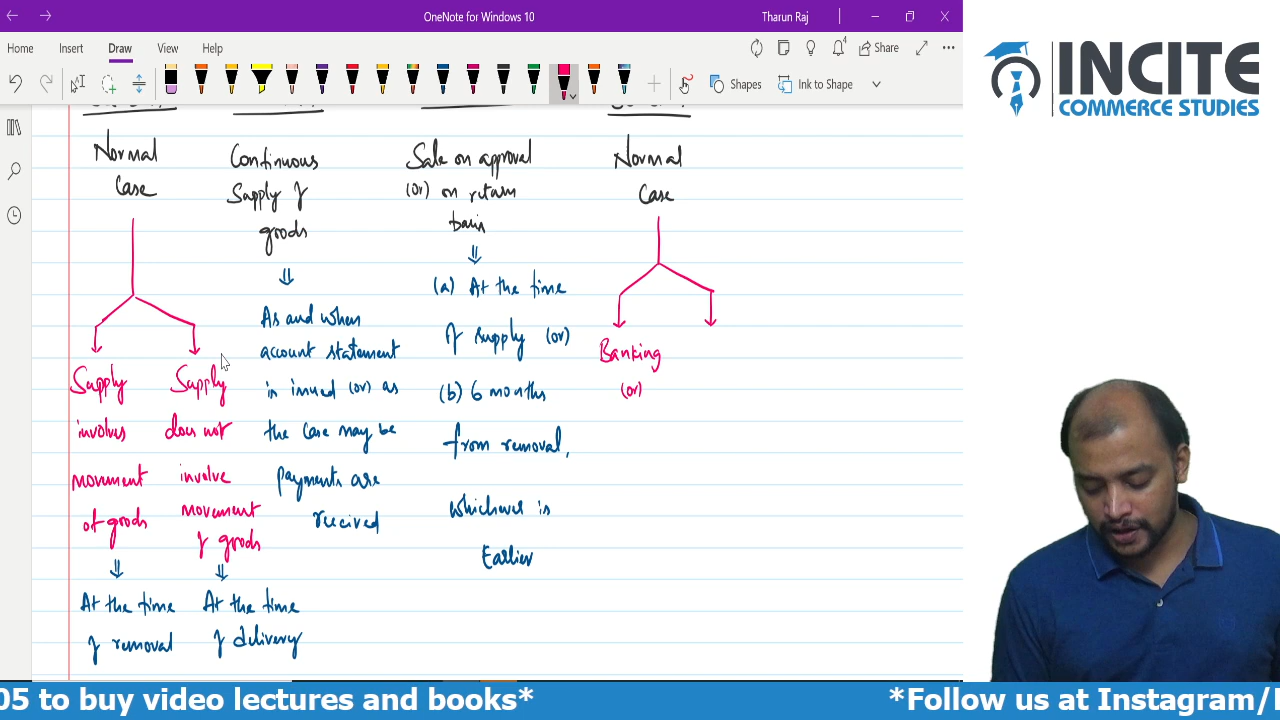 OneNote for Windows 10
Tharun Raj
Home Insert Draw View Help
4
Share
Shapes
Ink to Shape
INCITE
COMMERCE STUDIES
Normal
Case
Supply
involves
movement
of goods
At the time
of removal
Supply
does not
involve
movement
of goods
At the time
of delivery
Continuous
Supply of
goods
As and when
account statement
is issued (or) as
the case may be
payments are
received
Sale on approval
(or) on return
basis
(a) At the time
of supply (or)
(b) 6 months
from removal,
whichever is
Earlier
Normal
Case
Banking
(or)
05 to buy video lectures and books*
*Follow us at Instagram/